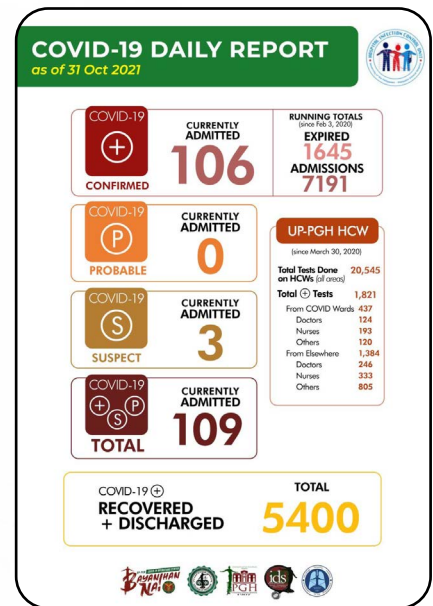 COVID-19 DAILY REPORT
as of 31 Oct 2021
COVID-19
CONFIRMED
CURRENTLY
ADMITTED
106
RUNNING TOTALS
(since Feb 3, 2020)
EXPIRED
1645
ADMISSIONS
7191
COVID-19
P
PROBABLE
CURRENTLY
ADMITTED
0
COVID-19
S
SUSPECT
CURRENTLY
ADMITTED
3
COVID-19
+ S P
TOTAL
CURRENTLY
ADMITTED
109
UP-PGH HCW
(since March 30, 2020)
Total Tests Done 20,545
on HCWs (all areas)
Total + Tests 1,821
From COVID Wards 437
Doctors 124
Nurses 193
Others 120
From Elsewhere 1,384
Doctors 246
Nurses 333
Others 805
COVID-19 +
RECOVERED
+ DISCHARGED
TOTAL
5400
BAYANIHAN
NA!
PGH
ids